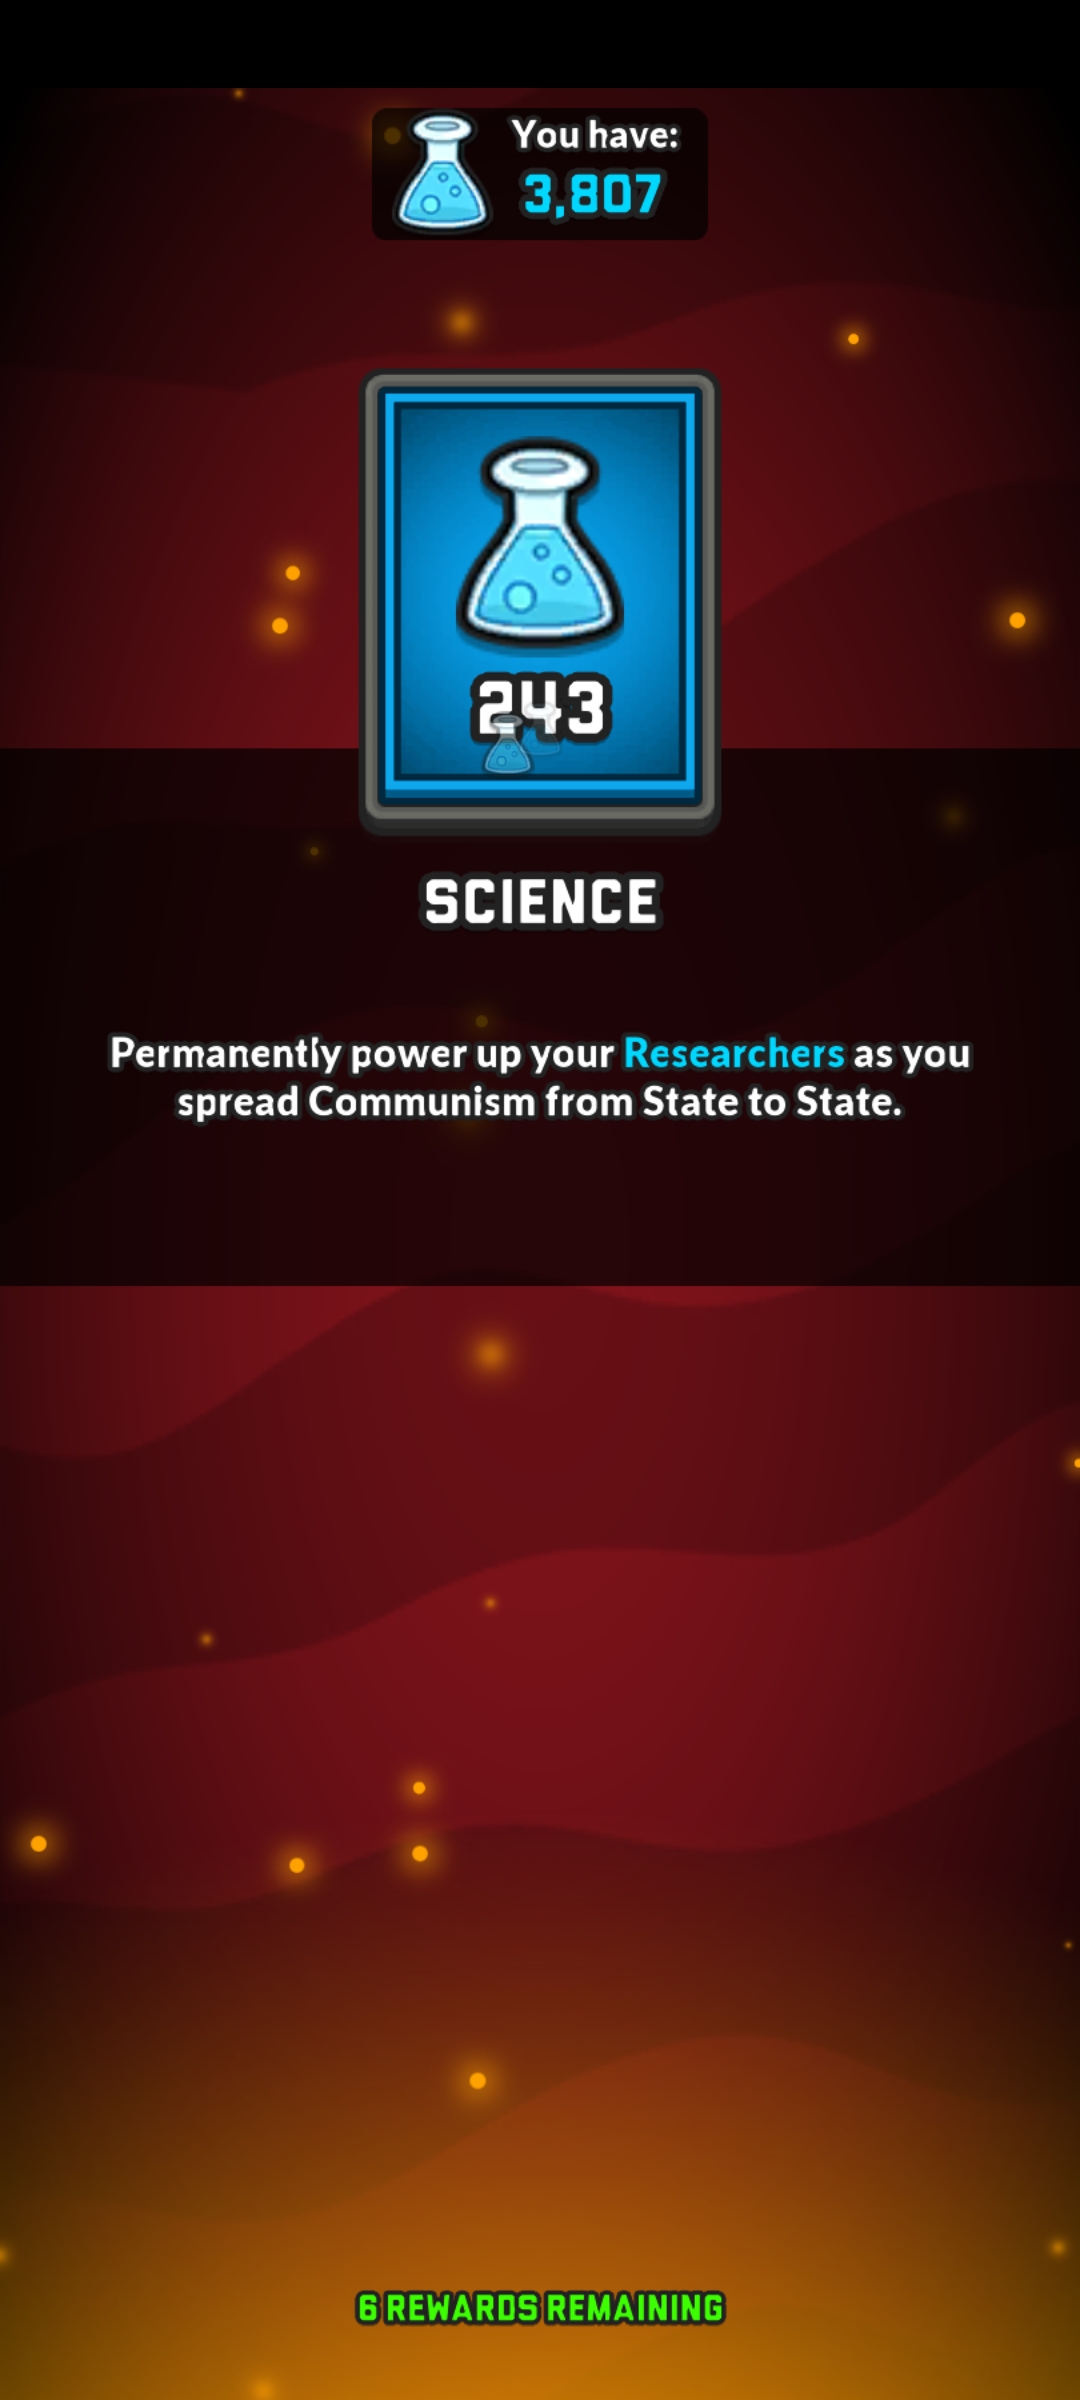 You have:
3,807
243
SCIENCE
Permanently power up your Researchers as you
spread Communism from State to State.
6 REWARDS REMAINING